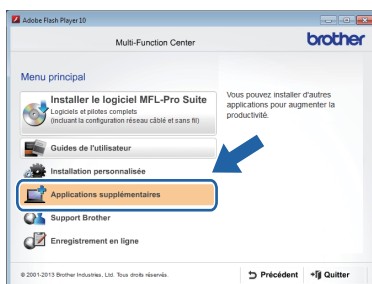 Adobe Flash Player 10
Multi-Function Center
brother
Menu principal
Installer le logiciel MFL-Pro Suite
Logiciels et pilotes complets
(incluant la configuration réseau câblé et sans fil)
Guides de l'utilisateur
Installation personnalisée
Applications supplémentaires
Support Brother
Enregistrement en ligne
Vous pouvez installer d'autres
applications pour augmenter la
productivité.
© 2001-2013 Brother Industries, Ltd. Tous droits réservés.
Précédent
Quitter